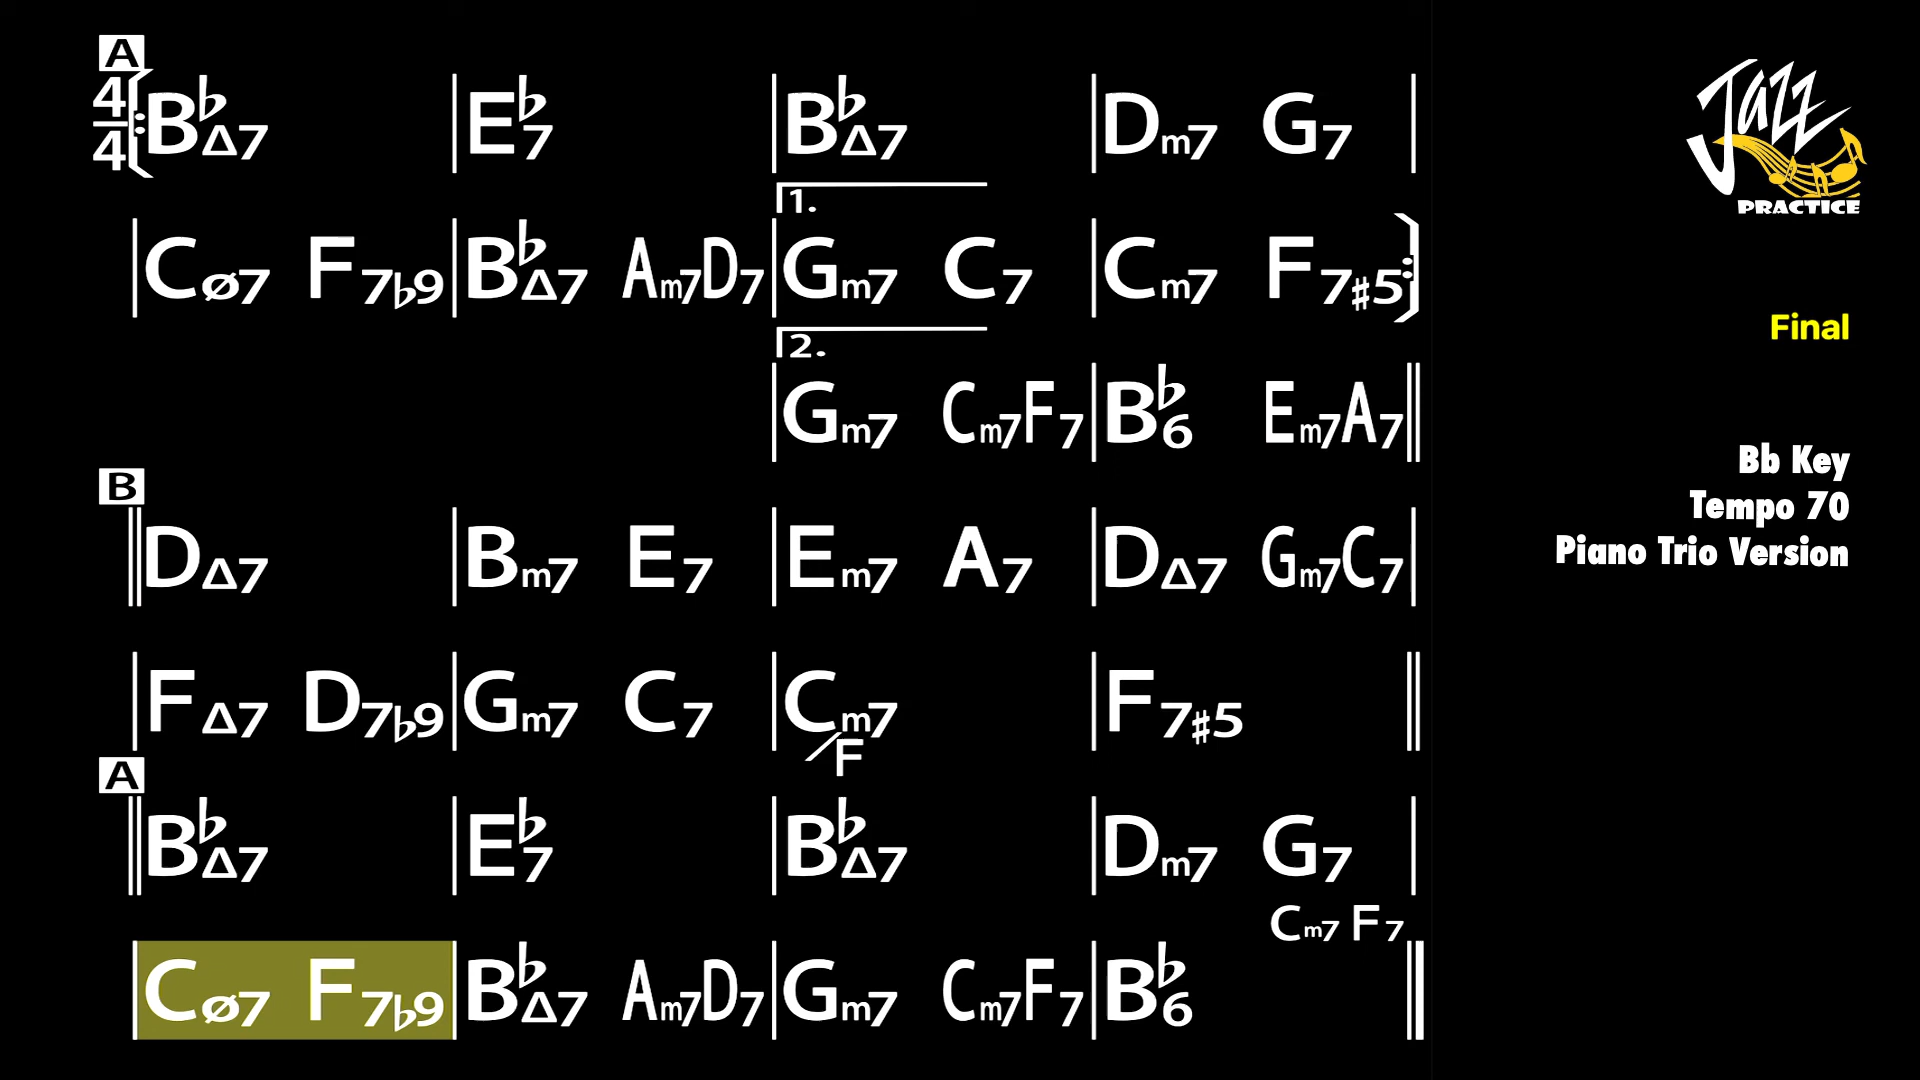 A
4/4 B♭Δ7 | E♭7 | B♭Δ7 | Dm7 G7 |
1.
| Cø7 F7♭9 | B♭Δ7 Am7 D7 | Gm7 C7 | Cm7 F7♯5 :|
2.
| Gm7 Cm7 F7 | B♭6 Em7 A7 ||
B
|| DΔ7 | Bm7 E7 | Em7 A7 | DΔ7 Gm7 C7 |
| FΔ7 D7♭9 | Gm7 C7 | Cm7/F | F7♯5 ||
A
|| B♭Δ7 | E♭7 | B♭Δ7 | Dm7 G7 |
Cm7 F7
| Cø7 F7♭9 | B♭Δ7 Am7 D7 | Gm7 Cm7 F7 | B♭6 ||
Jazz
PRACTICE
Final
Bb Key
Tempo 70
Piano Trio Version